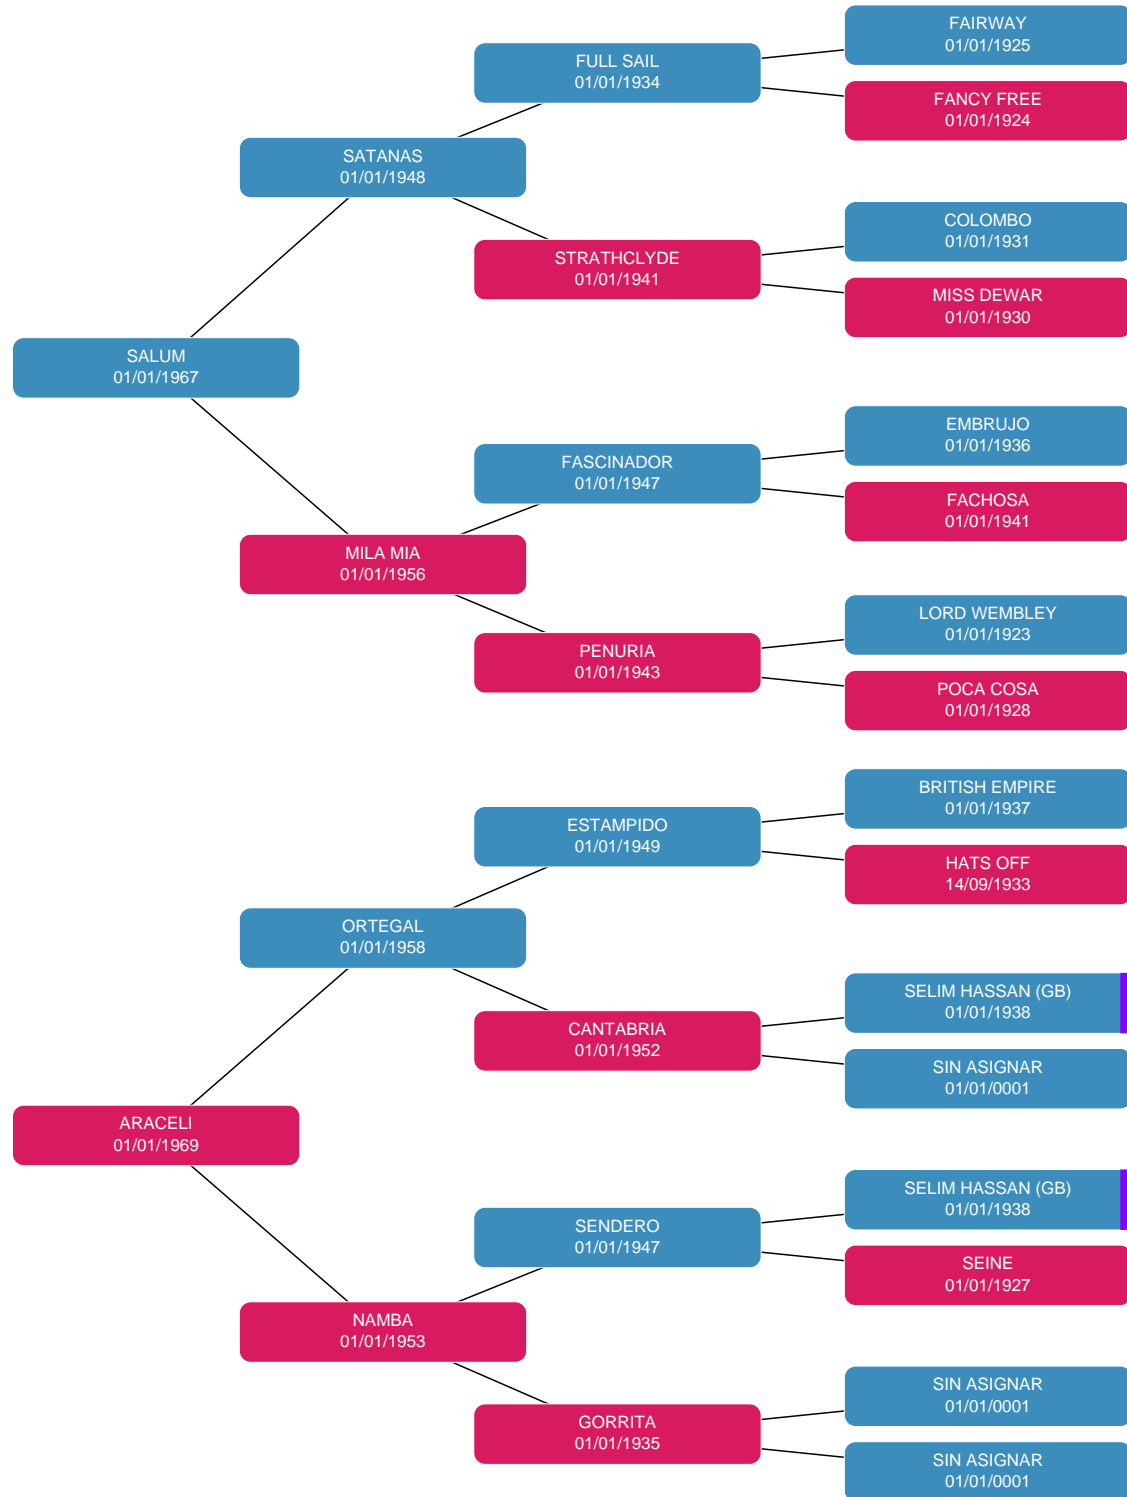 FAIRWAY
01/01/1925
FULL SAIL
01/01/1934
FANCY FREE
01/01/1924
SATANAS
01/01/1948
COLOMBO
01/01/1931
STRATHCLYDE
01/01/1941
MISS DEWAR
01/01/1930
SALUM
01/01/1967
EMBRUJO
01/01/1936
FASCINADOR
01/01/1947
FACHOSA
01/01/1941
MILA MIA
01/01/1956
LORD WEMBLEY
01/01/1923
PENURIA
01/01/1943
POCA COSA
01/01/1928
BRITISH EMPIRE
01/01/1937
ESTAMPIDO
01/01/1949
HATS OFF
14/09/1933
ORTEGAL
01/01/1958
SELIM HASSAN (GB)
01/01/1938
CANTABRIA
01/01/1952
SIN ASIGNAR
01/01/0001
ARACELI
01/01/1969
SELIM HASSAN (GB)
01/01/1938
SENDERO
01/01/1947
SEINE
01/01/1927
NAMBA
01/01/1953
SIN ASIGNAR
01/01/0001
GORRITA
01/01/1935
SIN ASIGNAR
01/01/0001